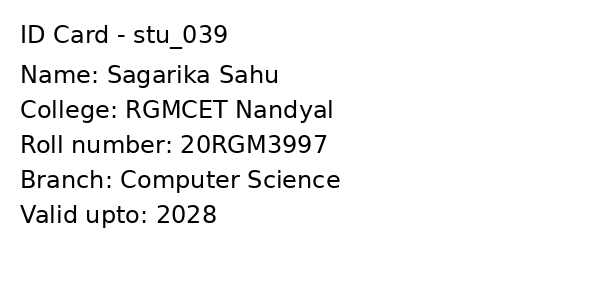 ID Card - stu_039
Name: Sagarika Sahu
College: RGMCET Nandyal
Roll number: 20RGM3997
Branch: Computer Science
Valid upto: 2028